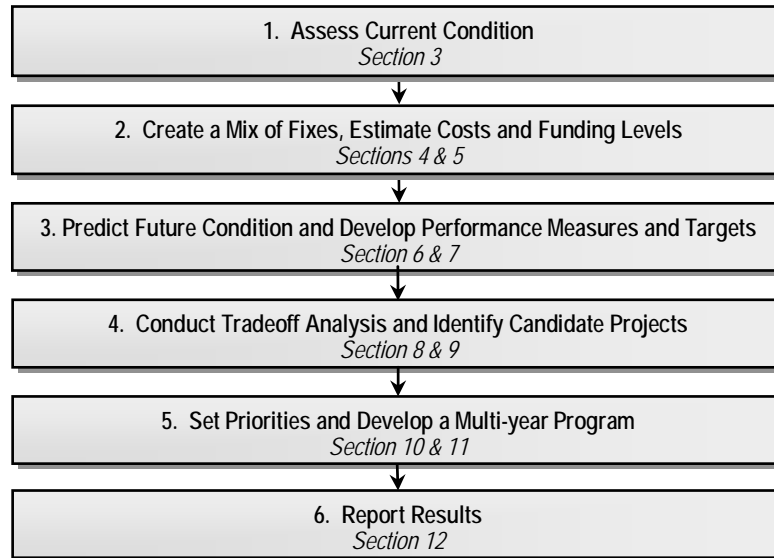 1. Assess Current Condition
Section 3
2. Create a Mix of Fixes, Estimate Costs and Funding Levels
Sections 4 & 5
3. Predict Future Condition and Develop Performance Measures and Targets
Section 6 & 7
4. Conduct Tradeoff Analysis and Identify Candidate Projects
Section 8 & 9
5. Set Priorities and Develop a Multi-year Program
Section 10 & 11
6. Report Results
Section 12